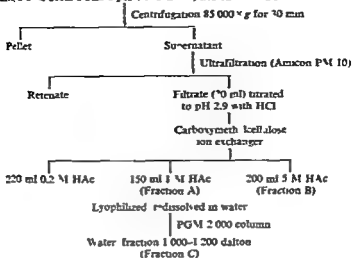 Centrifugation 85 000 × g for 30 min
Pellet
Supernatant
Ultrafiltration (Amicon PM 10)
Retenate
Filtrate (70 ml) titrated
to pH 2.9 with HCl
Carboxymethylcellulose
ion exchanger
220 ml 0.2 M HAc
150 ml 1 M HAc
(Fraction A)
200 ml 5 M HAc
(Fraction B)
Lyophilized redissolved in water
PGM 2 000 column
Water fraction 1 000–1 200 dalton
(Fraction C)